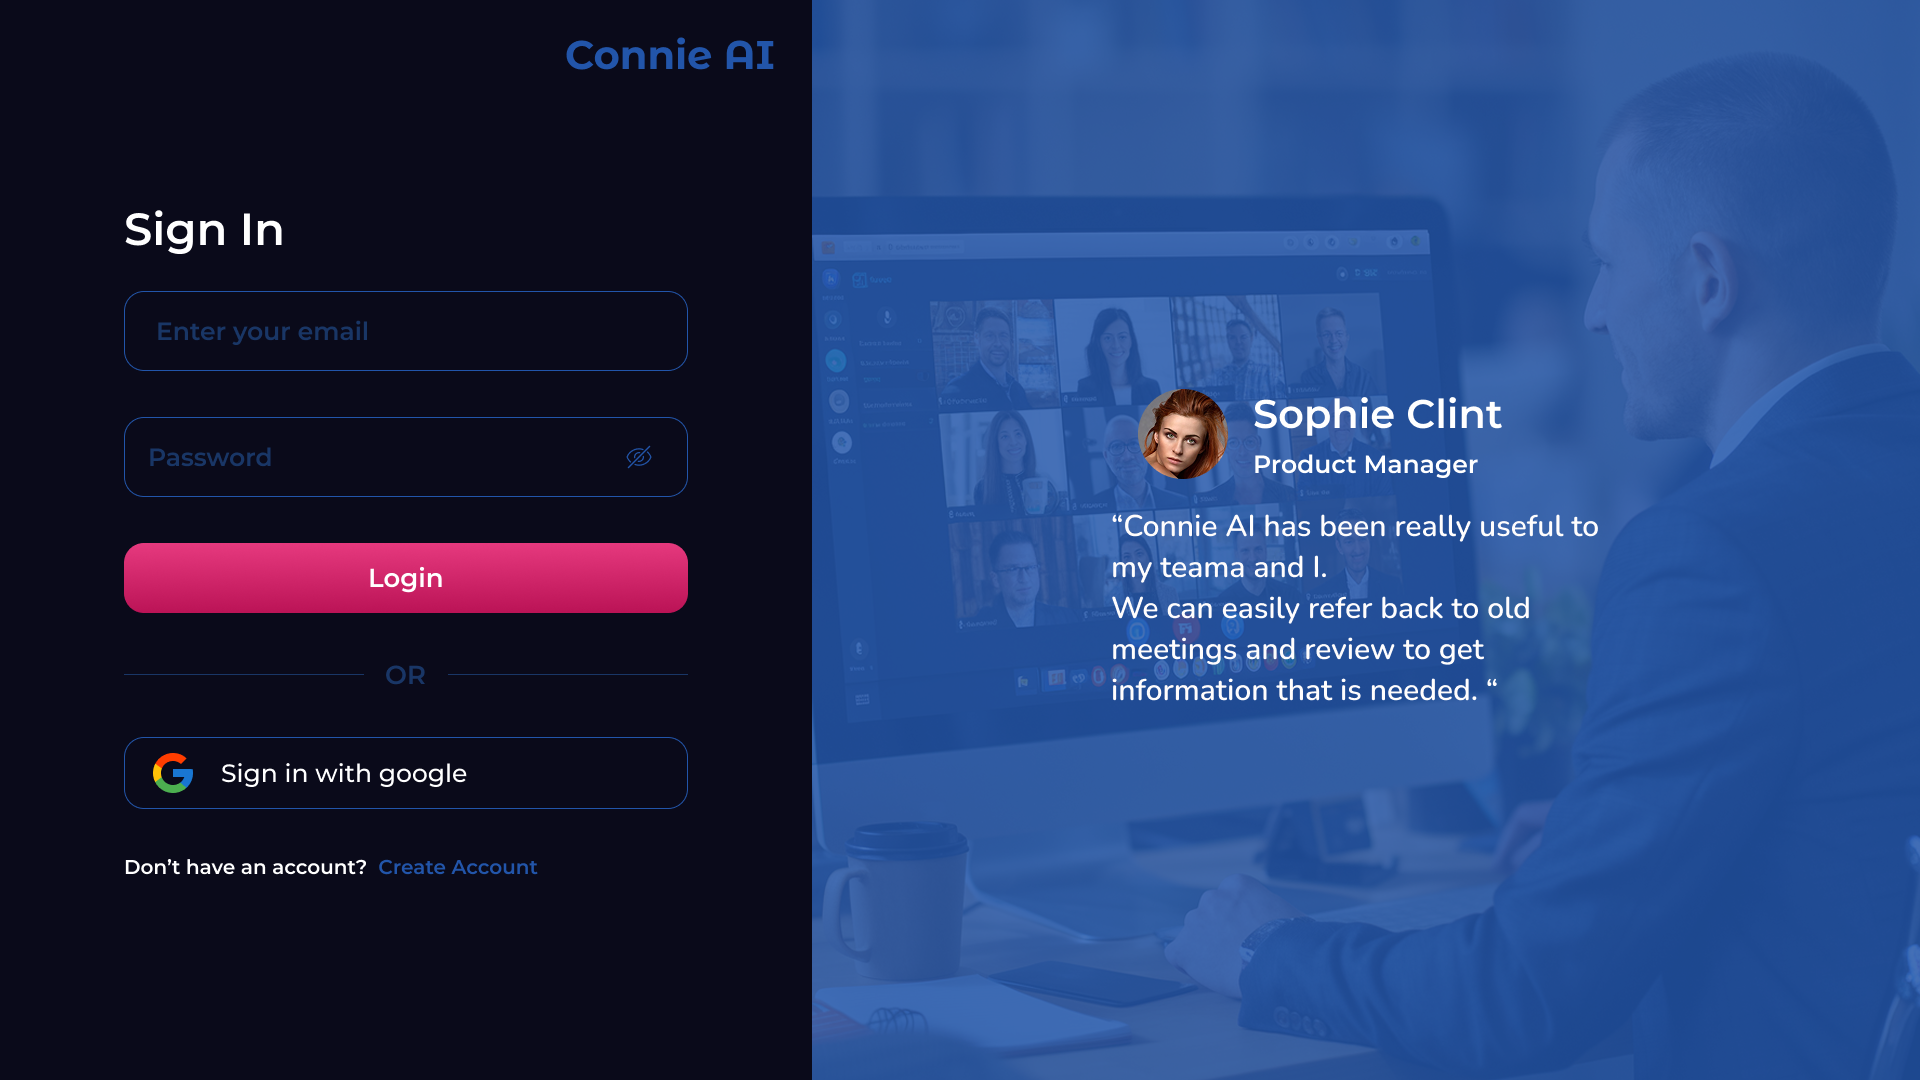 Connie AI
Sign In
Enter your email
Password
Login
OR
Sign in with google
Don’t have an account? Create Account
Sophie Clint
Product Manager
“Connie AI has been really useful to
my teama and I.
We can easily refer back to old
meetings and review to get
information that is needed. “